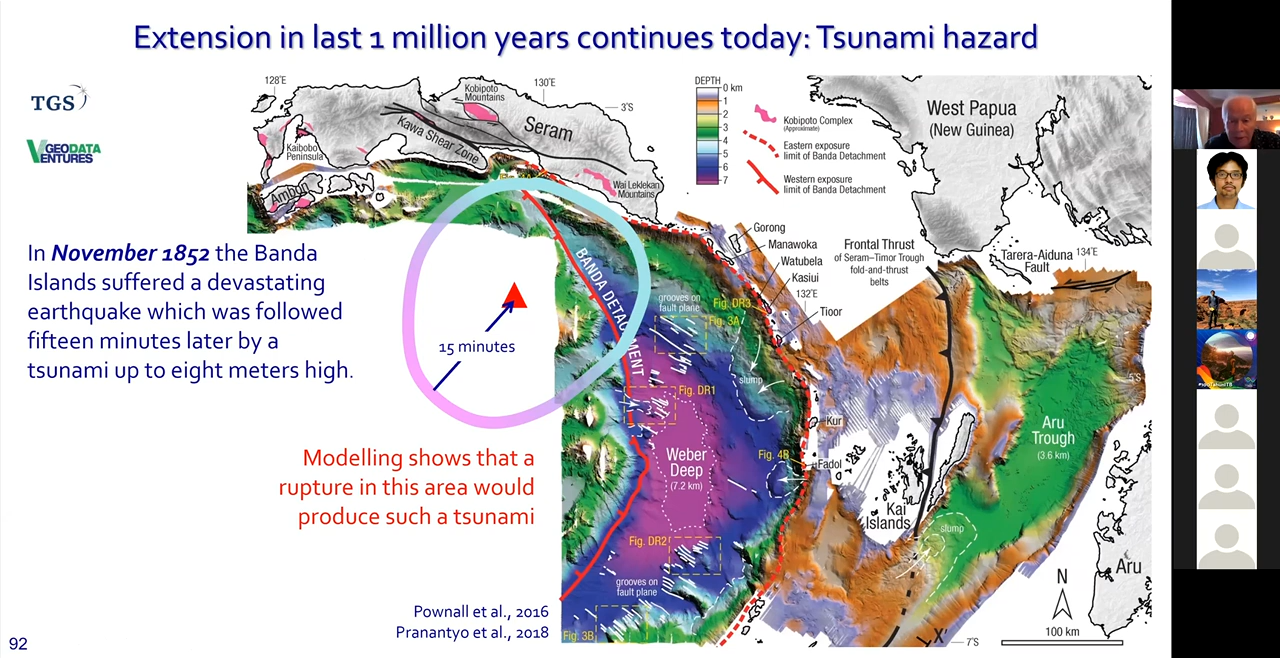 Extension in last 1 million years continues today: Tsunami hazard
TGS
GEODATA
VENTURES
In November 1852 the Banda
Islands suffered a devastating
earthquake which was followed
fifteen minutes later by a
tsunami up to eight meters high.
15 minutes
Modelling shows that a
rupture in this area would
produce such a tsunami
Pownall et al., 2016
Pranantyo et al., 2018
92
128°E
130°E
3°S
Kobipoto
Mountains
Seram
Kawa Shear Zone
Kaibobo
Peninsula
Ambon
Wai Leklekan
Mountains
DEPTH
0 km
1
2
3
4
5
6
7
Kobipoto Complex
(Approximate)
Eastern exposure
limit of Banda Detachment
Western exposure
limit of Banda Detachment
West Papua
(New Guinea)
Gorong
Manawoka
Watubela
Kasiui
132°E
Tioor
Frontal Thrust
of Seram–Timor Trough
fold-and-thrust
belts
Tarera-Aiduna
Fault
134°E
5°S
BANDA DETACHMENT
grooves on
fault plane
Fig. DR3
Fig. 3A
slump
Fig. DR1
Weber
Deep
(7.2 km)
Fig. 4B
Kur
Fadol
Kai
Islands
Aru
Trough
(3.6 km)
slump
Fig. DR2
grooves on
fault plane
Fig. 3B
X'
7°S
N
100 km
Aru